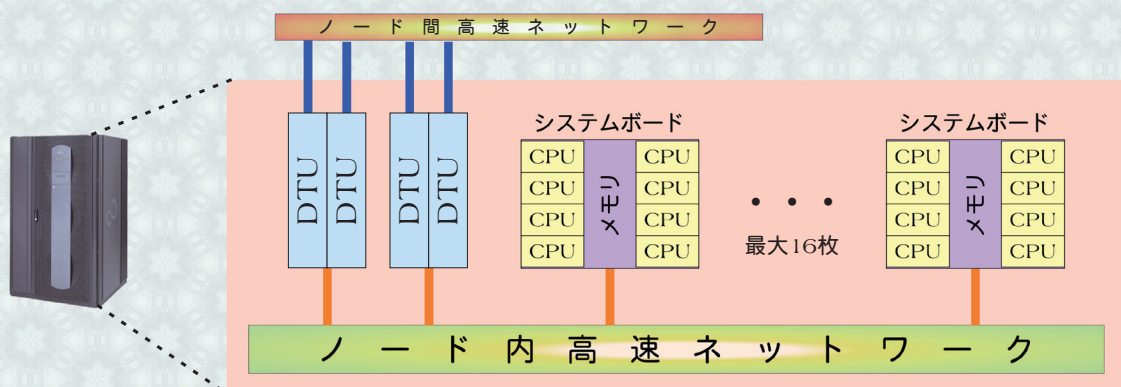 ノード間高速ネットワーク
DTU
DTU
DTU
DTU
システムボード
CPU
CPU
CPU
CPU
メモリ
CPU
CPU
CPU
CPU
・・・
最大16枚
システムボード
CPU
CPU
CPU
CPU
メモリ
CPU
CPU
CPU
CPU
ノード内高速ネットワーク